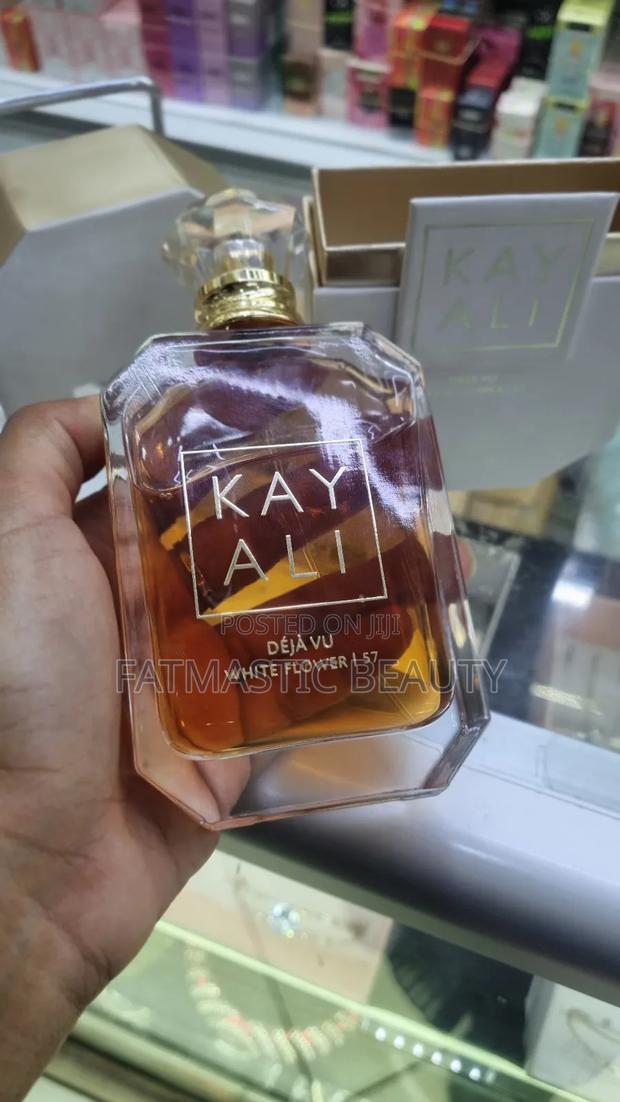 KAY
ALI
KAY
ALI
DÉJÀ VU
WHITE FLOWER | 57
POSTED ON JIJI
FATMASTIC BEAUTY